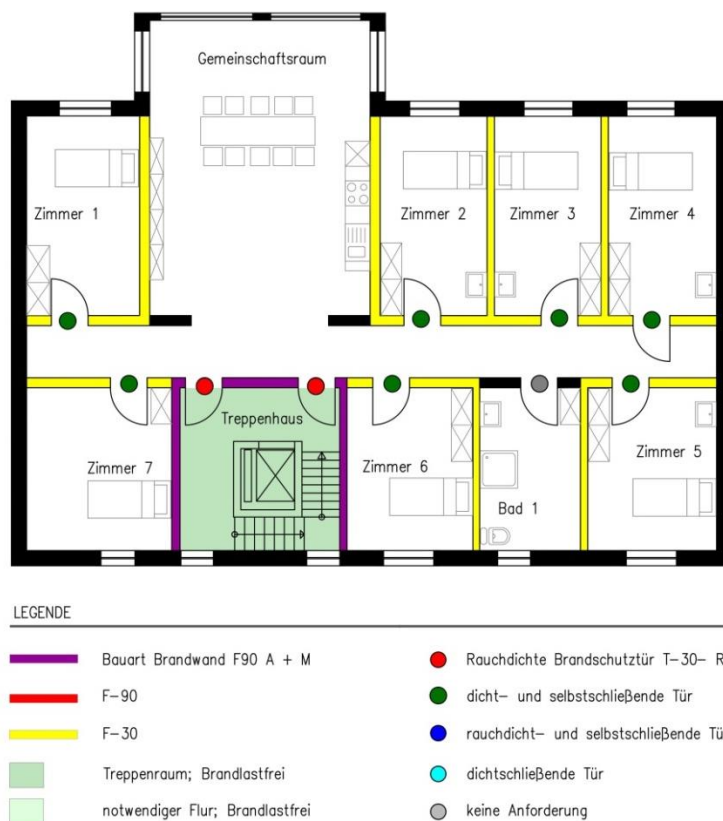 Gemeinschaftsraum
Zimmer 1
Zimmer 2
Zimmer 3
Zimmer 4
Treppenhaus
Zimmer 7
Zimmer 6
Bad 1
Zimmer 5
LEGENDE
Bauart Brandwand F90 A + M
Rauchdichte Brandschutztür T-30- R
F-90
dicht- und selbstschließende Tür
F-30
rauchdicht- und selbstschließende Tü
Treppenraum; Brandlastfrei
dichtschließende Tür
notwendiger Flur; Brandlastfrei
keine Anforderung